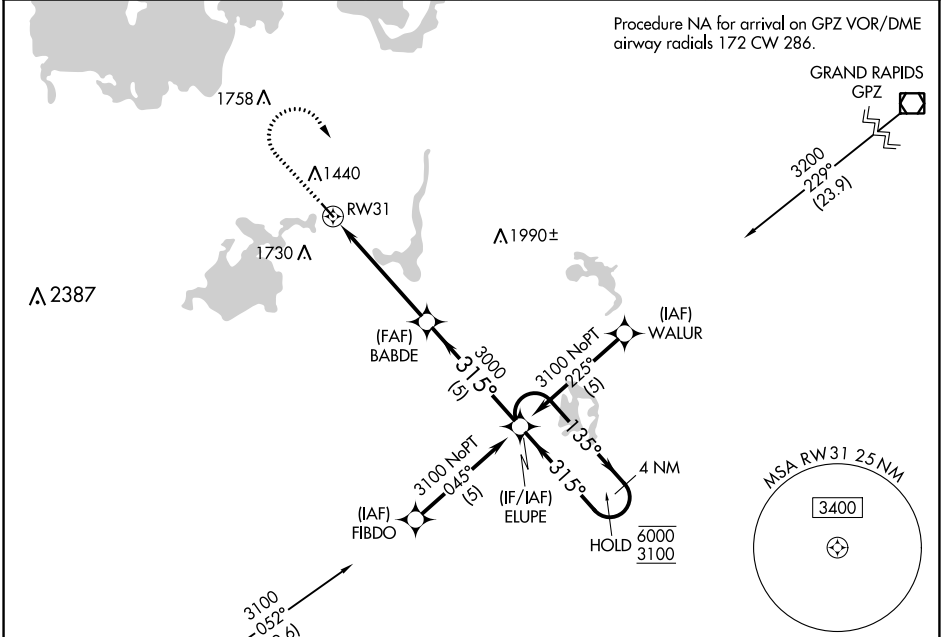 Procedure NA for arrival on GPZ VOR/DME
airway radials 172 CW 286.
GRAND RAPIDS
GPZ
1758
3200
229°
(23.9)
1440
RW31
1730
1990±
2387
(FAF)
BABDE
3000
315°
(5)
(IAF)
WALUR
3100 NoPT
225°
(5)
135°
315°
4 NM
3100 NoPT
045°
(5)
(IF/IAF)
ELUPE
(IAF)
FIBDO
HOLD
6000
3100
MSA RW31 25 NM
3400
3100
052°